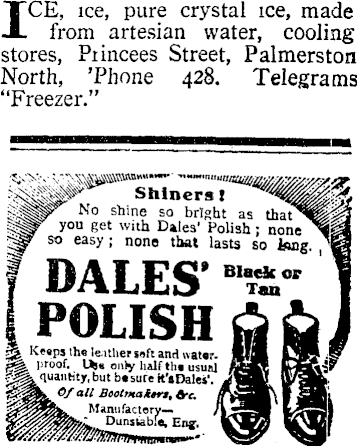 ICE, ice, pure crystal ice, made
from artesian water, cooling
stores, Princees Street, Palmerston
North, 'Phone 428. Telegrams
“Freezer.”
Shiners!
No shine so bright as that
you get with Dales' Polish; none
so easy; none that lasts so long.
DALES'
POLISH
Black or
Tan
Keeps the leather soft and water-
proof. Use only half the usual
quantity, but be sure it's Dales'.
Of all Bootmakers, &c.
Manufactory—
Dunstable, Eng.